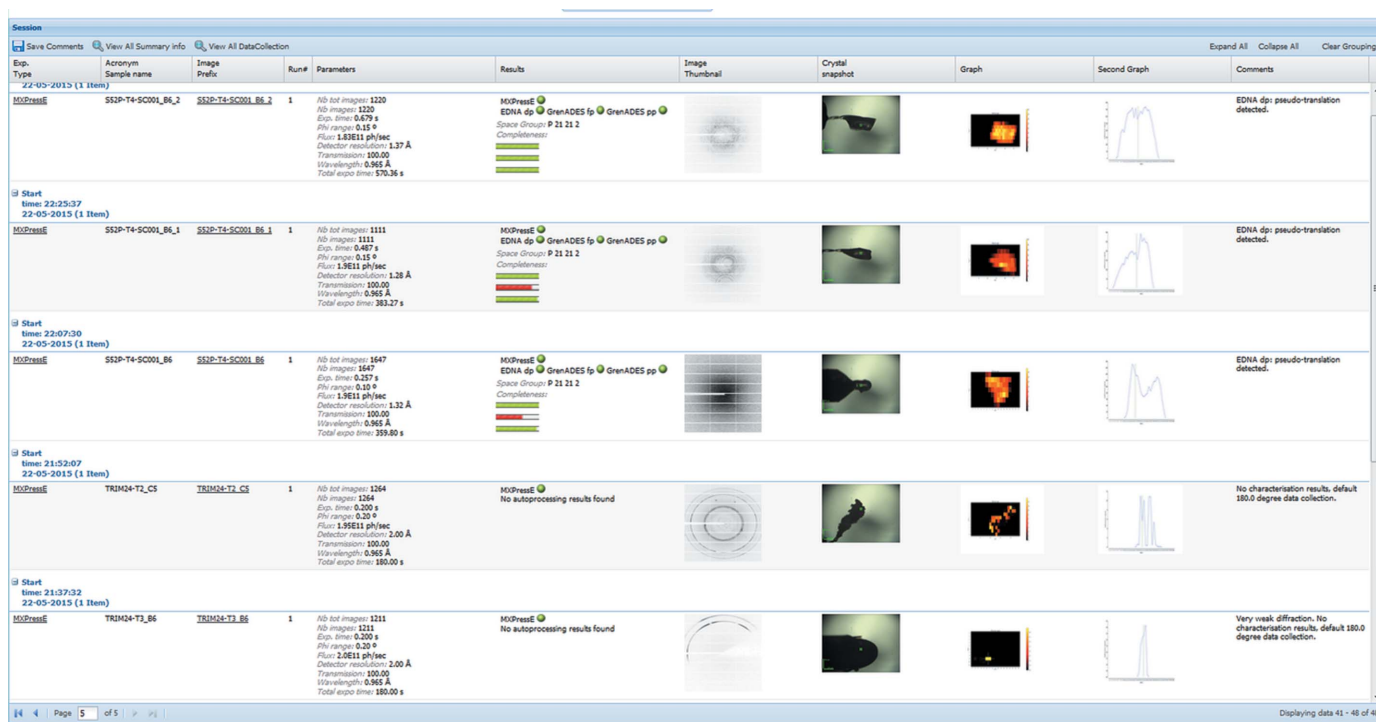 Session
Save Comments View All Summary info View All DataCollection Expand All Collapse All Clear Grouping
Exp. Type Acronym Sample name Image Prefix Run# Parameters Results Image Thumbnail Crystal snapshot Graph Second Graph Comments
22-05-2015 (1 Item)
MXPressE S52P-T4-SC001_B6_2 S52P-T4-SC001_B6_2 1 Nb tot images: 1220 MXPressE EDNA dp: pseudo-translation
Nb images: 1220 EDNA dp GrenADES fp GrenADES pp detected.
Exp. time: 0.679 s
Phi range: 0.15 º Space Group: P 21 21 2
Flux: 1.83E11 ph/sec Completeness:
Detector resolution: 1.37 Å
Transmission: 100.00
Wavelength: 0.965 Å
Total expo time: 570.36 s
Start
time: 22:25:37
22-05-2015 (1 Item)
MXPressE S52P-T4-SC001_B6_1 S52P-T4-SC001_B6_1 1 Nb tot images: 1111 MXPressE EDNA dp: pseudo-translation
Nb images: 1111 EDNA dp GrenADES fp GrenADES pp detected.
Exp. time: 0.487 s
Phi range: 0.15 º Space Group: P 21 21 2
Flux: 1.9E11 ph/sec Completeness:
Detector resolution: 1.28 Å
Transmission: 100.00
Wavelength: 0.965 Å
Total expo time: 383.27 s
Start
time: 22:07:30
22-05-2015 (1 Item)
MXPressE S52P-T4-SC001_B6 S52P-T4-SC001_B6 1 Nb tot images: 1647 MXPressE EDNA dp: pseudo-translation
Nb images: 1647 EDNA dp GrenADES fp GrenADES pp detected.
Exp. time: 0.257 s
Phi range: 0.10 º Space Group: P 21 21 2
Flux: 1.9E11 ph/sec Completeness:
Detector resolution: 1.32 Å
Transmission: 100.00
Wavelength: 0.965 Å
Total expo time: 359.80 s
Start
time: 21:52:07
22-05-2015 (1 Item)
MXPressE TRIM24-T2_C5 TRIM24-T2_C5 1 Nb tot images: 1264 MXPressE No characterisation results, default
Nb images: 1264 No autoprocessing results found 180.0 degree data collection.
Exp. time: 0.200 s
Phi range: 0.20 º
Flux: 1.95E11 ph/sec
Detector resolution: 2.00 Å
Transmission: 100.00
Wavelength: 0.965 Å
Total expo time: 180.00 s
Start
time: 21:37:32
22-05-2015 (1 Item)
MXPressE TRIM24-T3_B6 TRIM24-T3_B6 1 Nb tot images: 1211 MXPressE Very weak diffraction. No
Nb images: 1211 No autoprocessing results found characterisation results, default 180.0
Exp. time: 0.200 s degree data collection.
Phi range: 0.20 º
Flux: 2.0E11 ph/sec
Detector resolution: 2.00 Å
Transmission: 100.00
Wavelength: 0.965 Å
Total expo time: 180.00 s
Page 5 of 5 Displaying data 41 - 48 of